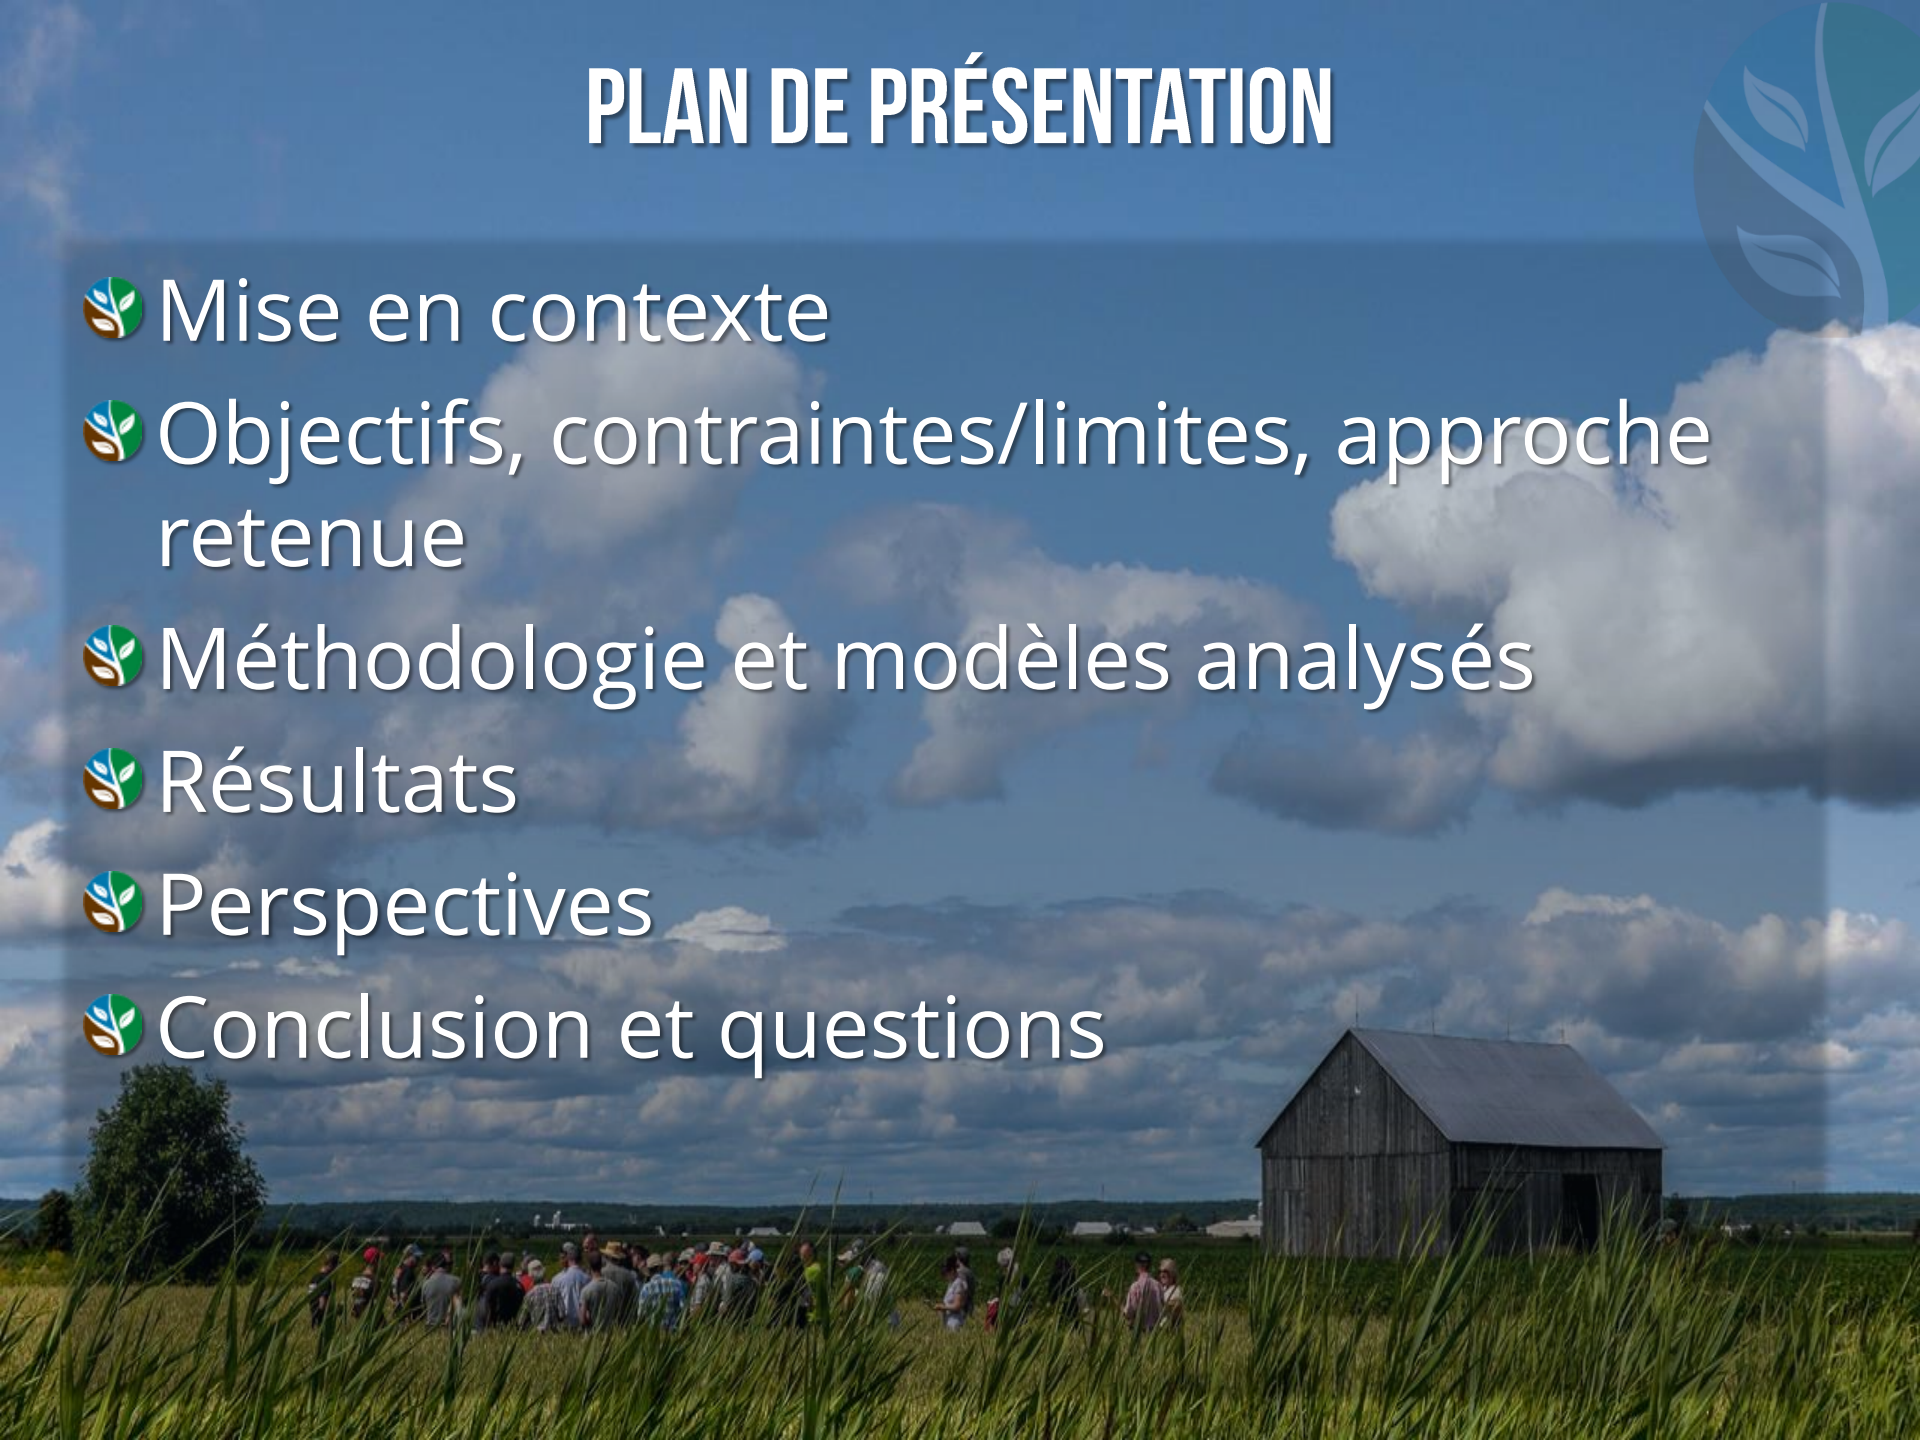 PLAN DE PRÉSENTATION
Mise en contexte
Objectifs, contraintes/limites, approche
retenue
Méthodologie et modèles analysés
Résultats
Perspectives
Conclusion et questions